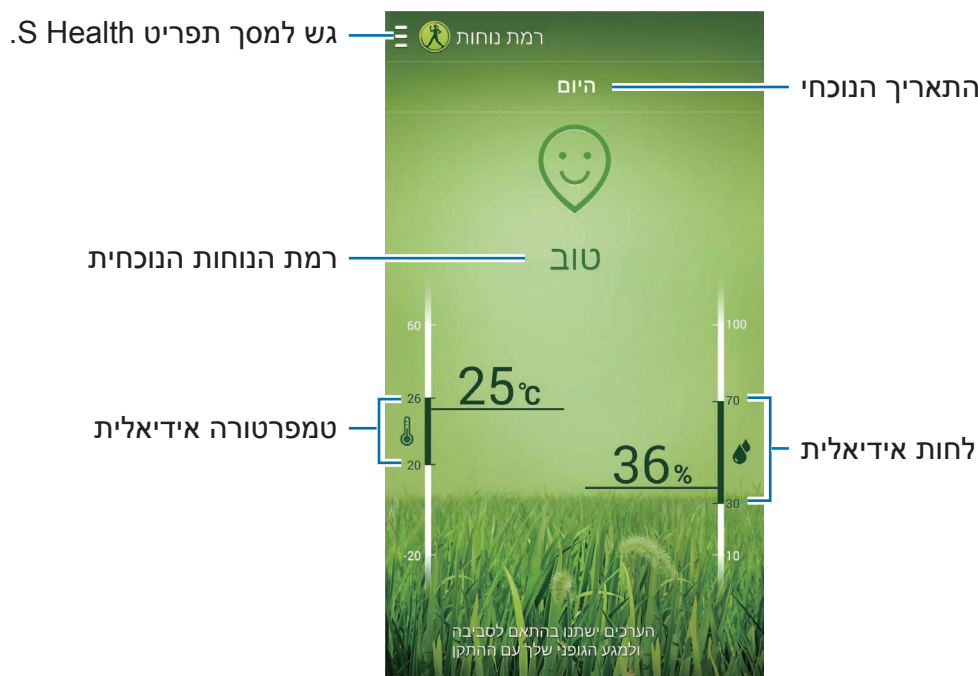 גש למסך תפריט S Health.
רמת נוחות
היום
התאריך הנוכחי
טוב
רמת הנוחות הנוכחית
60
100
25°c
26
70
טמפרטורה אידיאלית
לחות אידיאלית
36%
20
30
-20
10
הערכים ישתנו בהתאם לסביבה
ולמגע הגופני שלך עם ההתקן